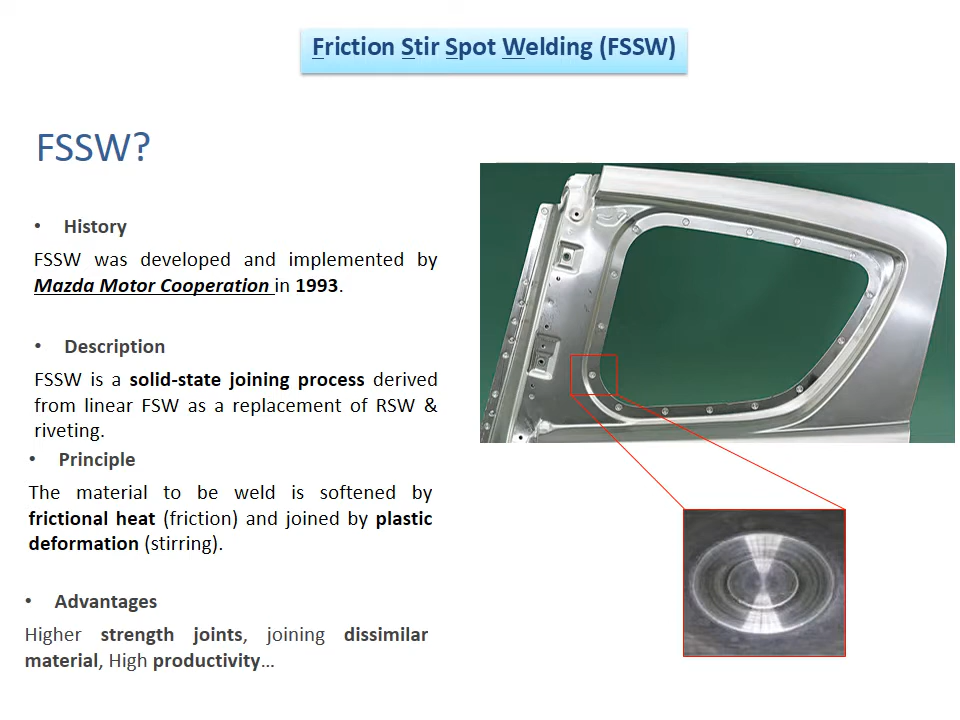 Friction Stir Spot Welding (FSSW)
FSSW?
• History
FSSW was developed and implemented by
Mazda Motor Cooperation in 1993.
• Description
FSSW is a solid-state joining process derived
from linear FSW as a replacement of RSW &
riveting.
• Principle
The material to be weld is softened by
frictional heat (friction) and joined by plastic
deformation (stirring).
• Advantages
Higher strength joints, joining dissimilar
material, High productivity…